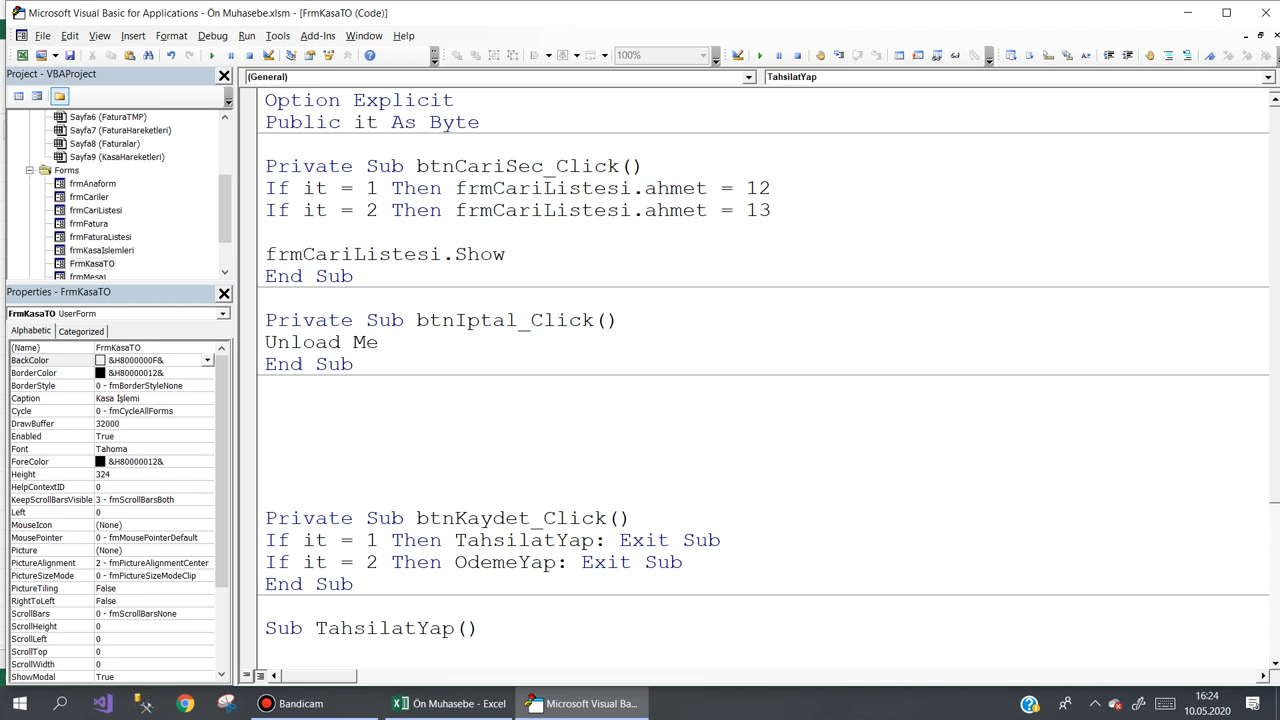 Microsoft Visual Basic for Applications - Ön Muhasebe.xlsm - [FrmKasaTO (Code)]
File Edit View Insert Format Debug Run Tools Add-Ins Window Help
100%
Project - VBAProject
(General) TahsilatYap
Sayfa6 (FaturaTMP)
Sayfa7 (FaturaHareketleri)
Sayfa8 (Faturalar)
Sayfa9 (KasaHareketleri)
Forms
frmAnaform
frmCariler
frmCariListesi
frmFatura
frmFaturaListesi
frmKasaIslemleri
FrmKasaTO
frmMesaj
Properties - FrmKasaTO
FrmKasaTO UserForm
Alphabetic Categorized
(Name) FrmKasaTO
BackColor &H8000000F&
BorderColor &H80000012&
BorderStyle 0 - fmBorderStyleNone
Caption Kasa İşlemi
Cycle 0 - fmCycleAllForms
DrawBuffer 32000
Enabled True
Font Tahoma
ForeColor &H80000012&
Height 324
HelpContextID 0
KeepScrollBarsVisible 3 - fmScrollBarsBoth
Left 0
MouseIcon (None)
MousePointer 0 - fmMousePointerDefault
Picture (None)
PictureAlignment 2 - fmPictureAlignmentCenter
PictureSizeMode 0 - fmPictureSizeModeClip
PictureTiling False
RightToLeft False
ScrollBars 0 - fmScrollBarsNone
ScrollHeight 0
ScrollLeft 0
ScrollTop 0
ScrollWidth 0
ShowModal True
Option Explicit
Public it As Byte
Private Sub btnCariSec_Click()
If it = 1 Then frmCariListesi.ahmet = 12
If it = 2 Then frmCariListesi.ahmet = 13
frmCariListesi.Show
End Sub
Private Sub btnIptal_Click()
Unload Me
End Sub
Private Sub btnKaydet_Click()
If it = 1 Then TahsilatYap: Exit Sub
If it = 2 Then OdemeYap: Exit Sub
End Sub
Sub TahsilatYap()
Bandicam
Ön Muhasebe - Excel
Microsoft Visual Ba...
16:24
10.05.2020